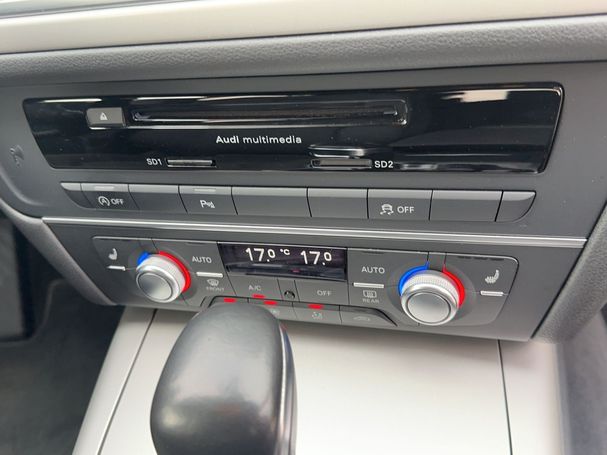 Audi multimedia
SD1 SD2
OFF
P
OFF
17.0 °C 17.0
AUTO AUTO
FRONT A/C OFF REAR